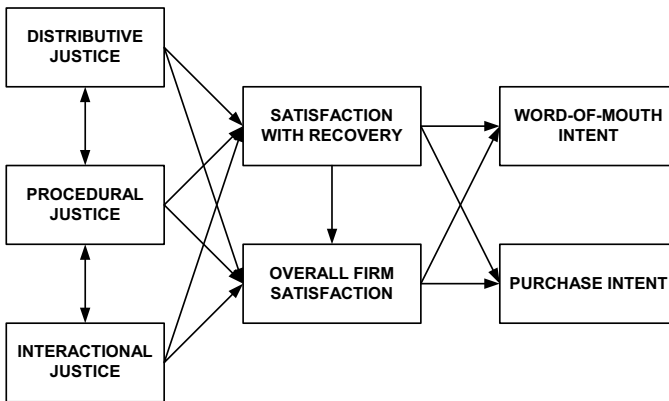 DISTRIBUTIVE
JUSTICE
SATISFACTION
WITH RECOVERY
WORD-OF-MOUTH
INTENT
PROCEDURAL
JUSTICE
OVERALL FIRM
SATISFACTION
PURCHASE INTENT
INTERACTIONAL
JUSTICE